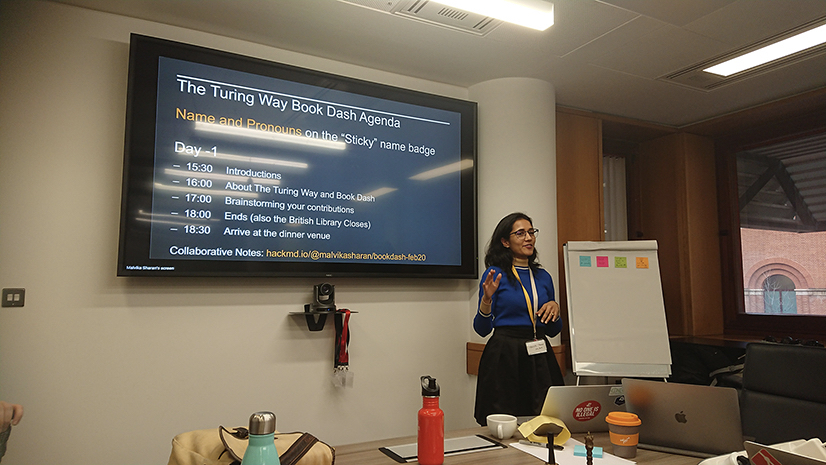 The Turing Way Book Dash Agenda
Name and Pronouns on the "Sticky" name badge
Day -1
– 15:30 Introductions
– 16:00 About The Turing Way and Book Dash
– 17:00 Brainstorming your contributions
– 18:00 Ends (also the British Library Closes)
– 18:30 Arrive at the dinner venue
Collaborative Notes: hackmd.io/@malvikasharan/bookdash-feb20
Malvika Sharan's screen
NO ONE IS
ILLEGAL